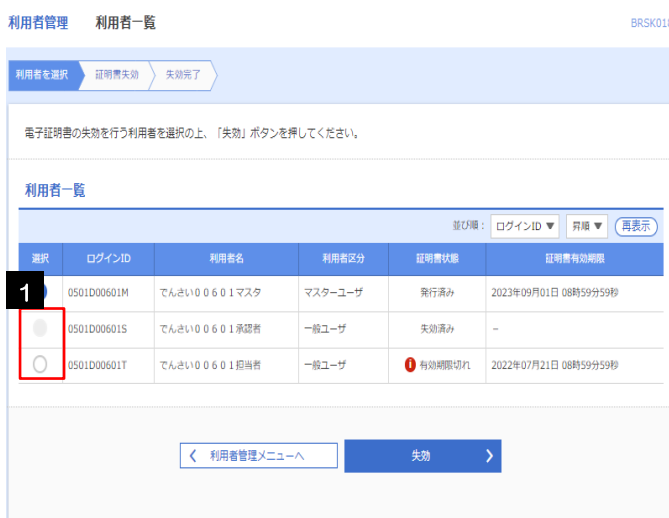 利用者管理 利用者一覧 BRSK018
利用者を選択 証明書失効 失効完了
電子証明書の失効を行う利用者を選択の上、「失効」ボタンを押してください。
利用者一覧
並び順： ログインID ▼ 昇順 ▼ 再表示
選択 ログインID 利用者名 利用者区分 証明書状態 証明書有効期限
1
0501D00601M でんさい００６０１マスタ マスターユーザ 発行済み 2023年09月01日 08時59分59秒
0501D00601S でんさい００６０１承認者 一般ユーザ 失効済み －
0501D00601T でんさい００６０１担当者 一般ユーザ 有効期限切れ 2022年07月21日 08時59分59秒
利用者管理メニューへ 失効